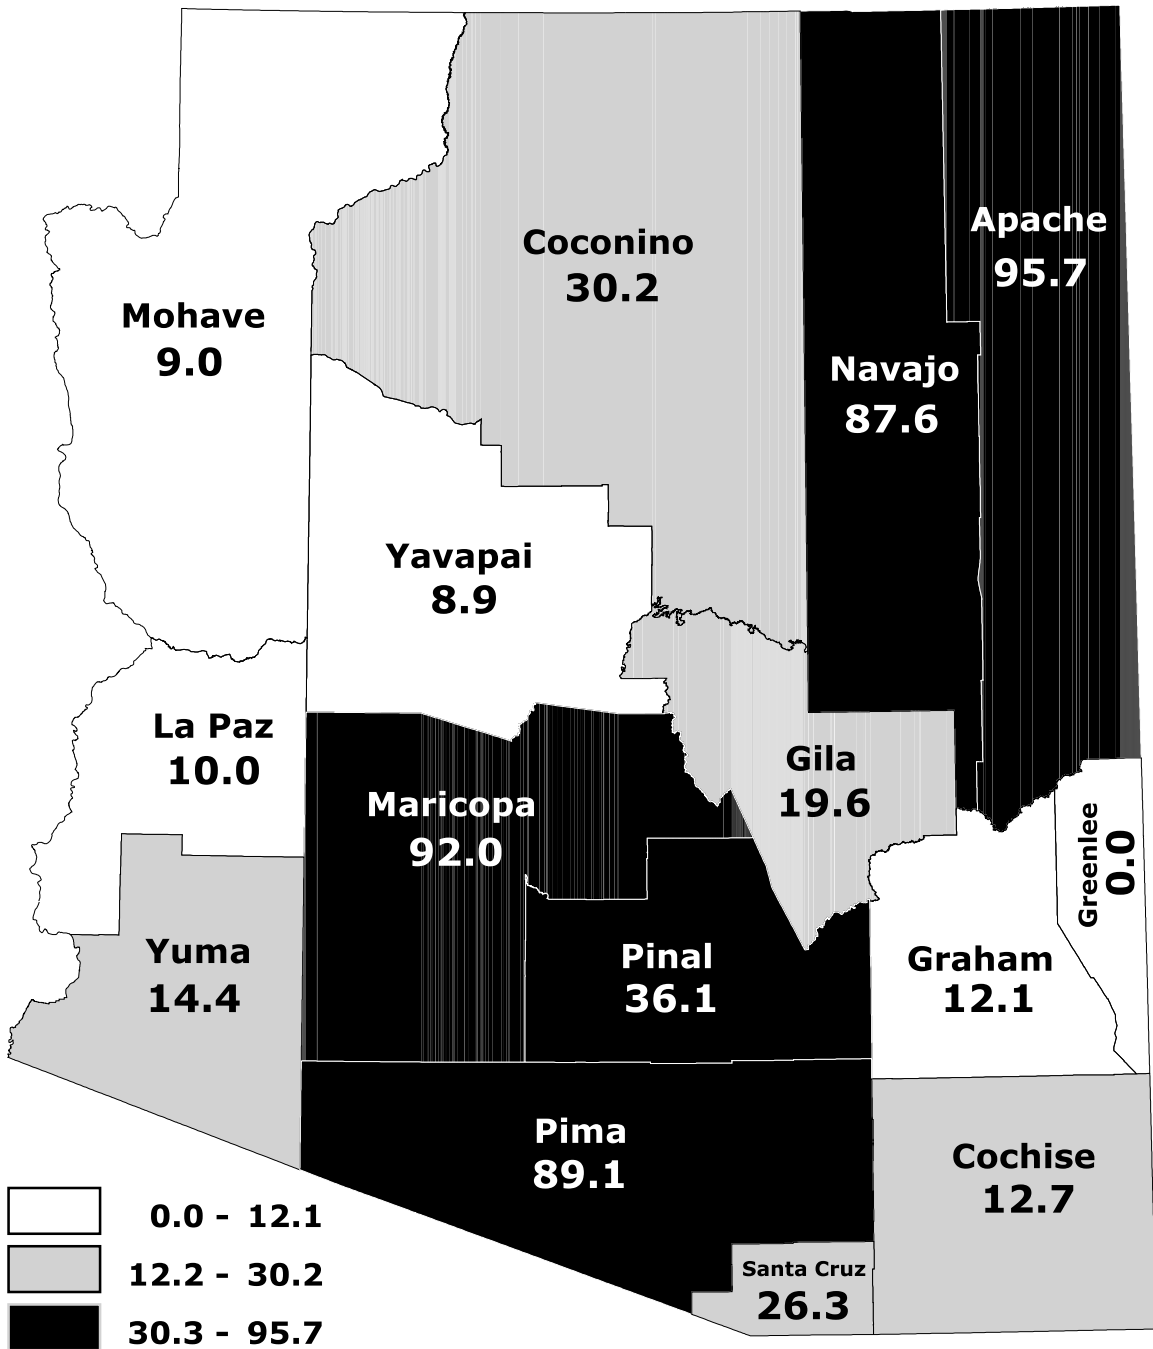 Apache
95.7
Coconino
30.2
Mohave
9.0
Navajo
87.6
Yavapai
8.9
La Paz
10.0
Gila
19.6
Maricopa
92.0
Greenlee
0.0
Yuma
14.4
Pinal
36.1
Graham
12.1
Pima
89.1
Cochise
12.7
Santa Cruz
26.3
0.0 - 12.1
12.2 - 30.2
30.3 - 95.7